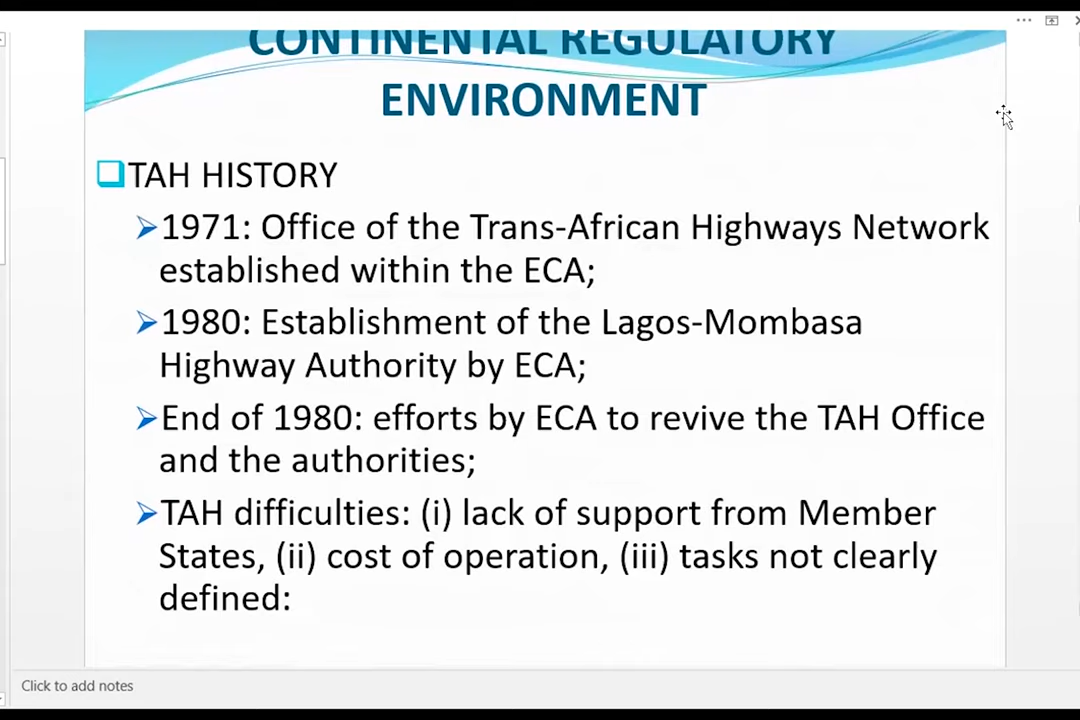 CONTINENTAL REGULATORY
ENVIRONMENT
TAH HISTORY
1971: Office of the Trans-African Highways Network
established within the ECA;
1980: Establishment of the Lagos-Mombasa
Highway Authority by ECA;
End of 1980: efforts by ECA to revive the TAH Office
and the authorities;
TAH difficulties: (i) lack of support from Member
States, (ii) cost of operation, (iii) tasks not clearly
defined:
Click to add notes